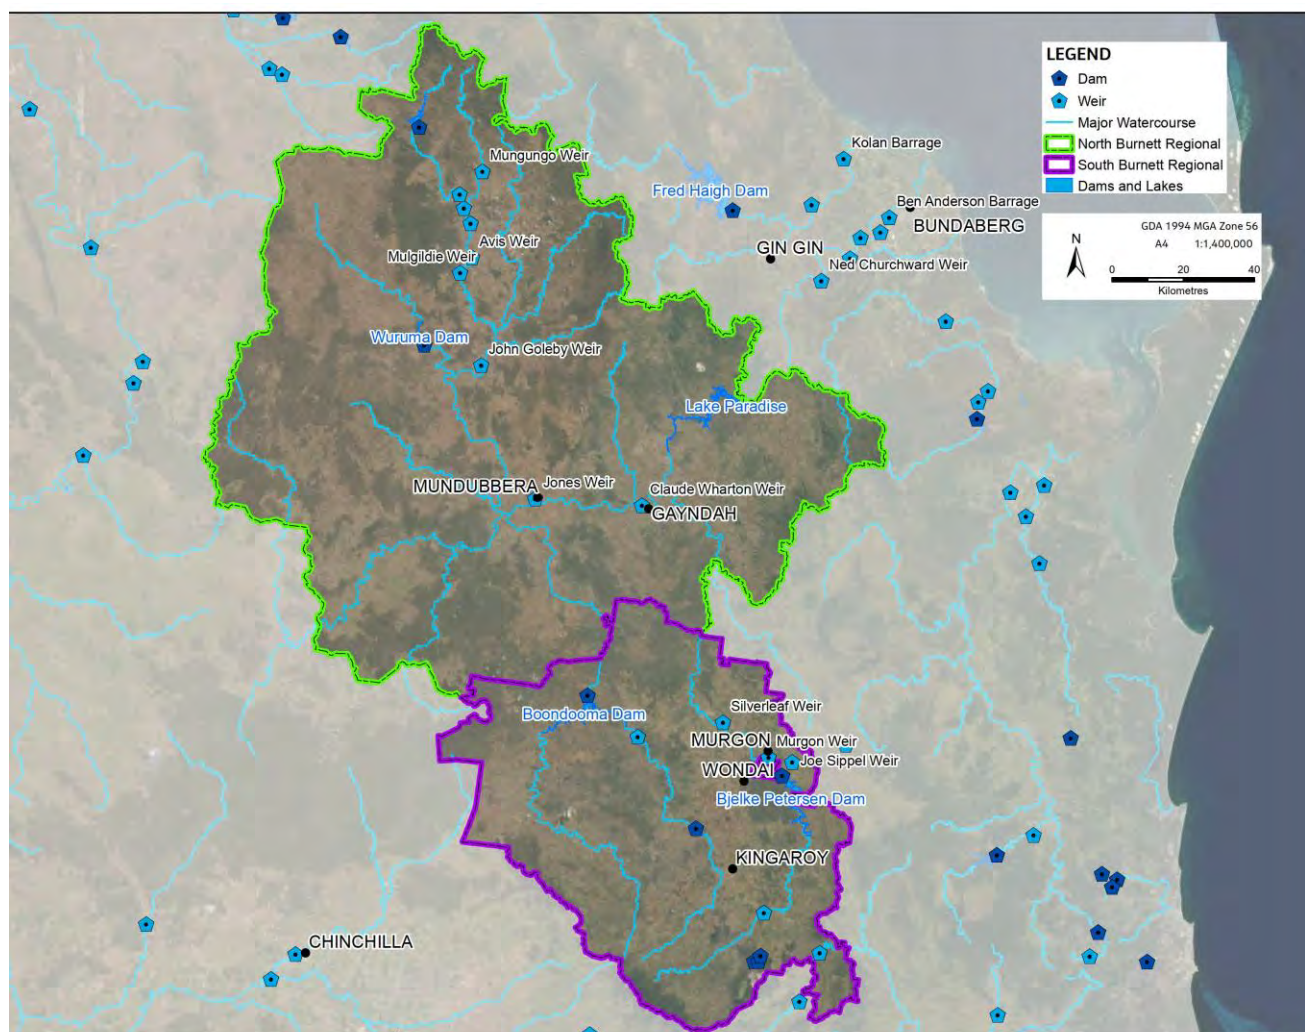 LEGEND
Dam
Weir
Major Watercourse
North Burnett Regional
South Burnett Regional
Dams and Lakes
GDA 1994 MGA Zone 56
A4 1:1,400,000
N
0 20 40
Kilometres
Kolan Barrage
Mungungo Weir
Fred Haigh Dam
Ben Anderson Barrage
BUNDABERG
Avis Weir
GIN GIN
Mulgildie Weir
Ned Churchward Weir
Wuruma Dam
John Goleby Weir
Lake Paradise
MUNDUBBERA
Jones Weir
Claude Wharton Weir
GAYNDAH
Silverleaf Weir
Boondooma Dam
MURGON
Murgon Weir
Joe Sippel Weir
WONDAI
Bjelke Petersen Dam
KINGAROY
CHINCHILLA